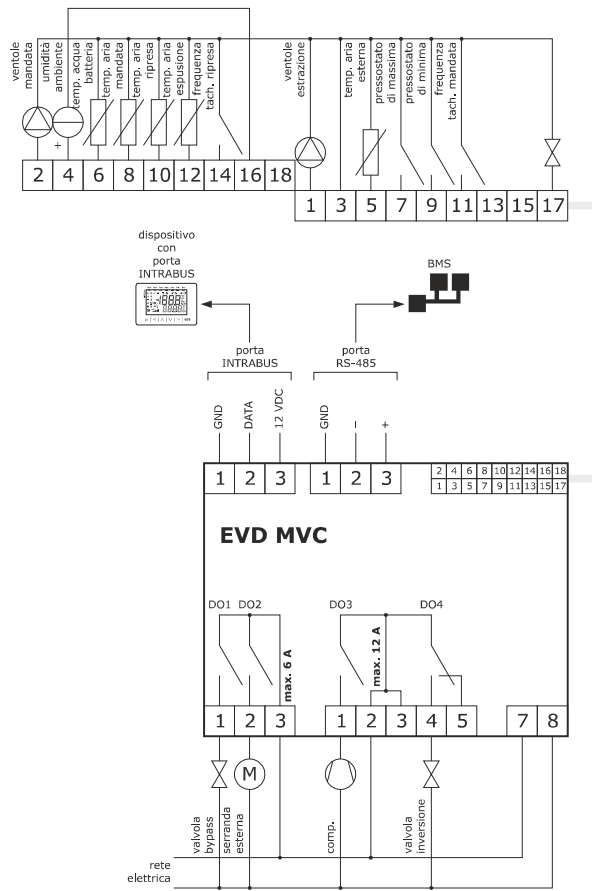 ventole
mandata
umidità
ambiente
temp. acqua
batteria
temp. aria
mandata
temp. aria
ripresa
temp. aria
espusione
frequenza
tach. ripresa
ventole
estrazione
temp. aria
esterna
pressostato
di massima
pressostato
di minima
frequenza
tach. mandata
+
2 4 6 8 10 12 14 16 18
1 3 5 7 9 11 13 15 17
dispositivo
con
porta
INTRABUS
BMS
porta
INTRABUS
porta
RS-485
GND
DATA
12 VDC
GND
–
+
1 2 3
1 2 3
2 4 6 8 10 12 14 16 18
1 3 5 7 9 11 13 15 17
EVD MVC
DO1 DO2
DO3
DO4
max. 6 A
max. 12 A
1 2 3
1 2 3 4 5
7 8
M
valvola
bypass
serranda
esterna
comp.
valvola
inversione
rete
elettrica